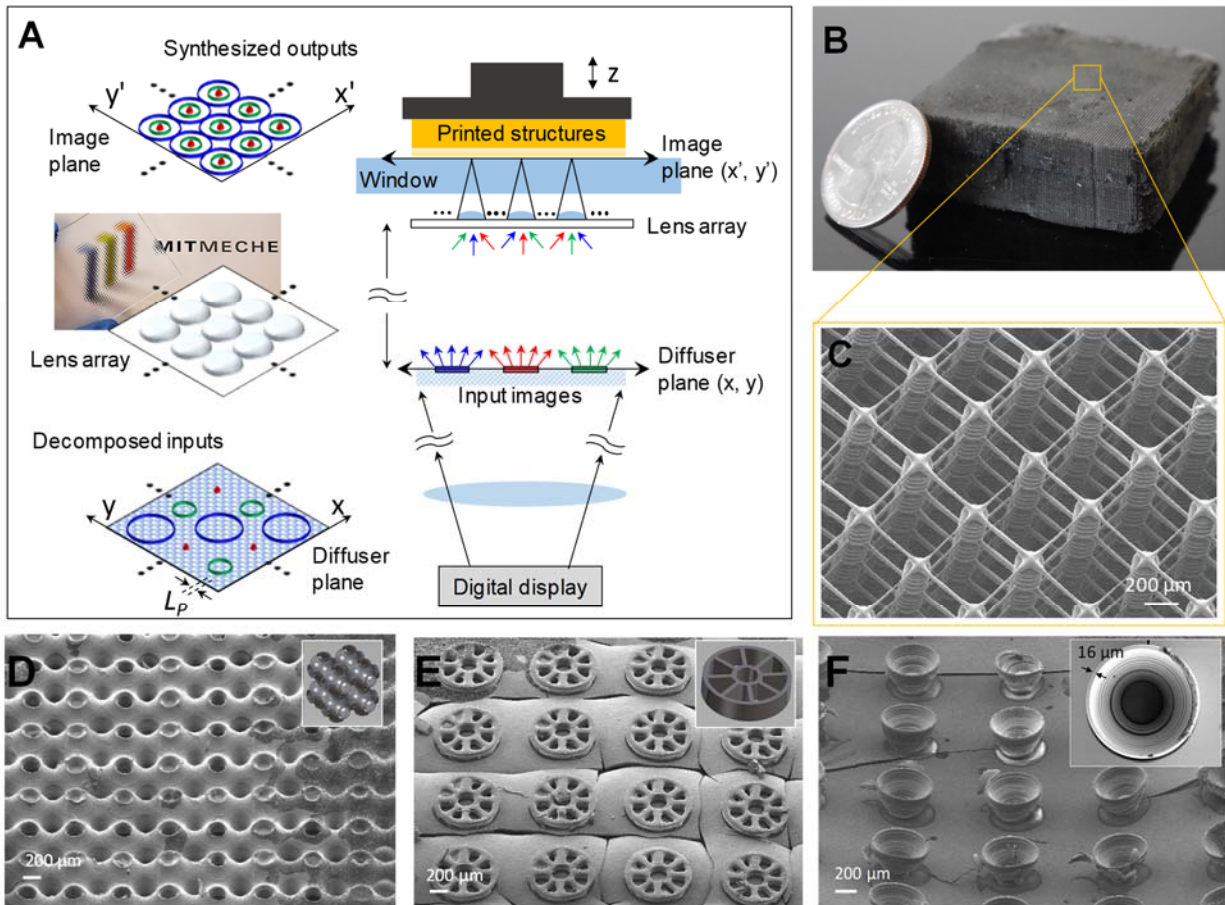 A
Synthesized outputs
y'
x'
Image
plane
MITMECHE
Lens array
Decomposed inputs
y
x
Diffuser
plane
L_P
z
Printed structures
Image
plane (x', y')
Window
Lens array
Diffuser
plane (x, y)
Input images
Digital display
B
C
200 µm
D
200 µm
E
200 µm
F
16 µm
200 µm